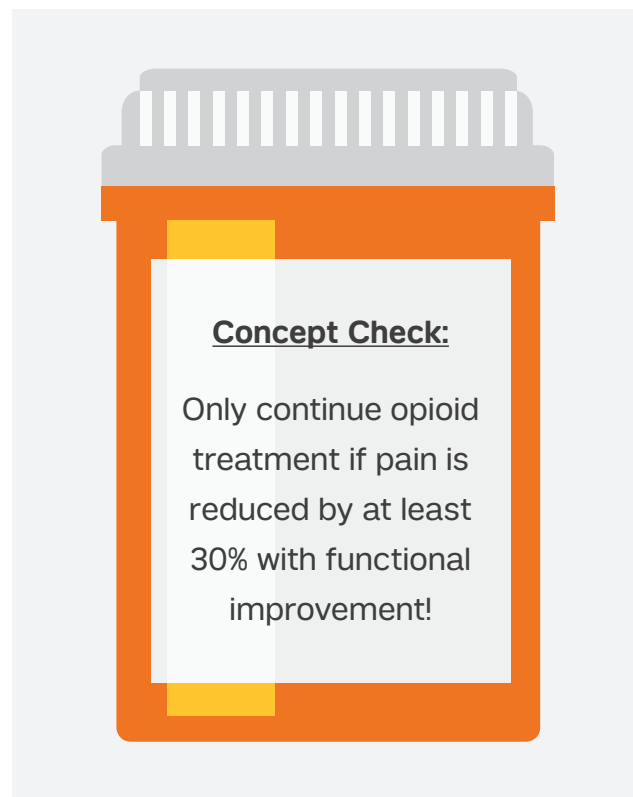 Concept Check:
Only continue opioid
treatment if pain is
reduced by at least
30% with functional
improvement!